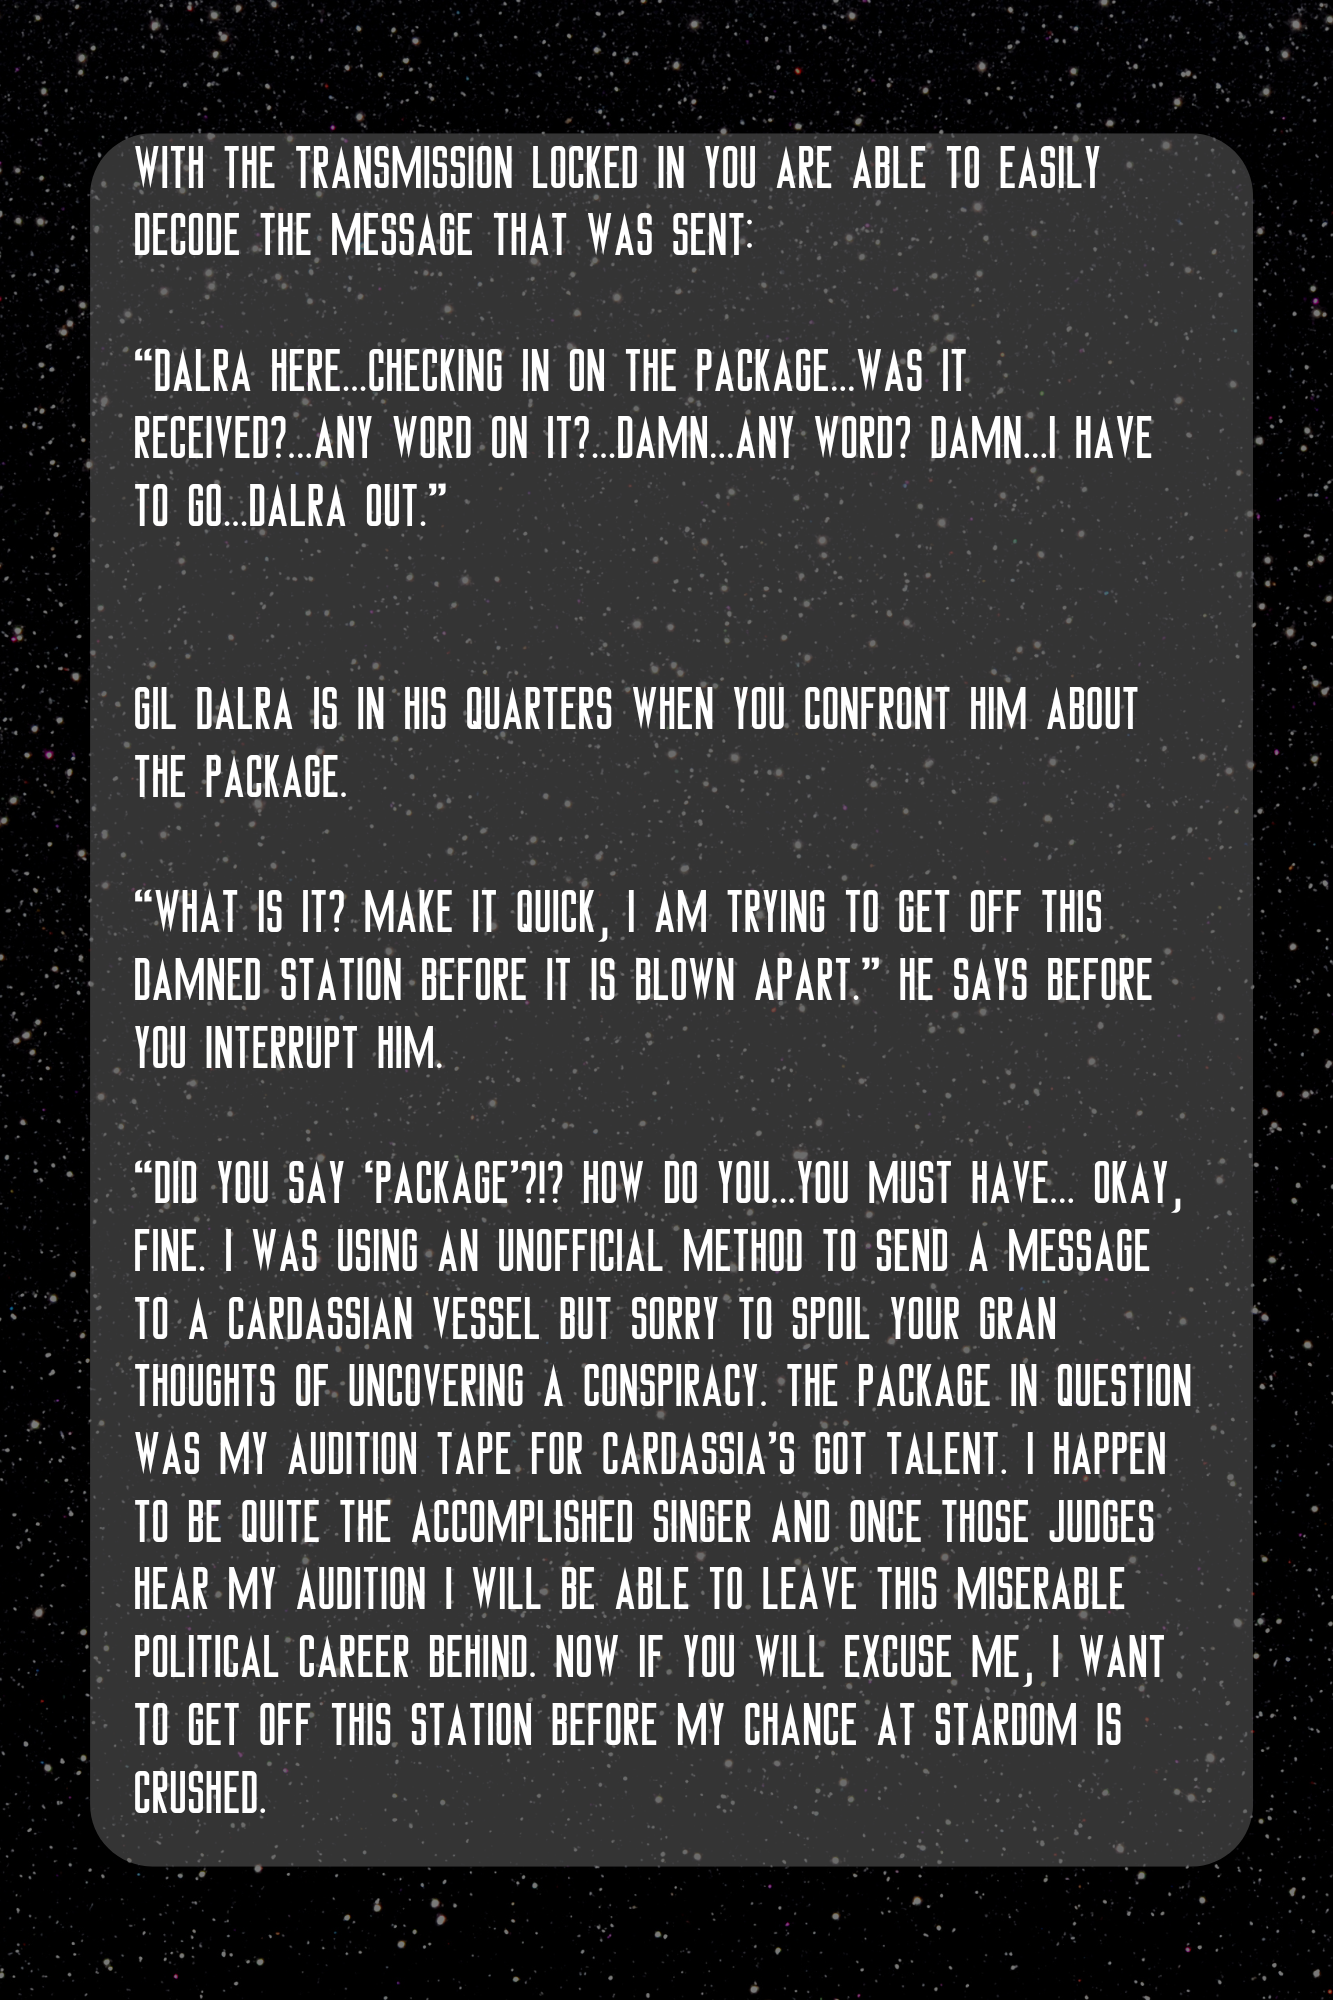 WITH THE TRANSMISSION LOCKED IN YOU ARE ABLE TO EASILY
DECODE THE MESSAGE THAT WAS SENT:
“DALRA HERE...CHECKING IN ON THE PACKAGE...WAS IT
RECEIVED?...ANY WORD ON IT?...DAMN...ANY WORD? DAMN...I HAVE
TO GO...DALRA OUT.”
GIL DALRA IS IN HIS QUARTERS WHEN YOU CONFRONT HIM ABOUT
THE PACKAGE.
“WHAT IS IT? MAKE IT QUICK, I AM TRYING TO GET OFF THIS
DAMNED STATION BEFORE IT IS BLOWN APART.” HE SAYS BEFORE
YOU INTERRUPT HIM.
“DID YOU SAY ‘PACKAGE’?!? HOW DO YOU...YOU MUST HAVE... OKAY,
FINE. I WAS USING AN UNOFFICIAL METHOD TO SEND A MESSAGE
TO A CARDASSIAN VESSEL BUT SORRY TO SPOIL YOUR GRAN
THOUGHTS OF UNCOVERING A CONSPIRACY. THE PACKAGE IN QUESTION
WAS MY AUDITION TAPE FOR CARDASSIA’S GOT TALENT. I HAPPEN
TO BE QUITE THE ACCOMPLISHED SINGER AND ONCE THOSE JUDGES
HEAR MY AUDITION I WILL BE ABLE TO LEAVE THIS MISERABLE
POLITICAL CAREER BEHIND. NOW IF YOU WILL EXCUSE ME, I WANT
TO GET OFF THIS STATION BEFORE MY CHANCE AT STARDOM IS
CRUSHED.